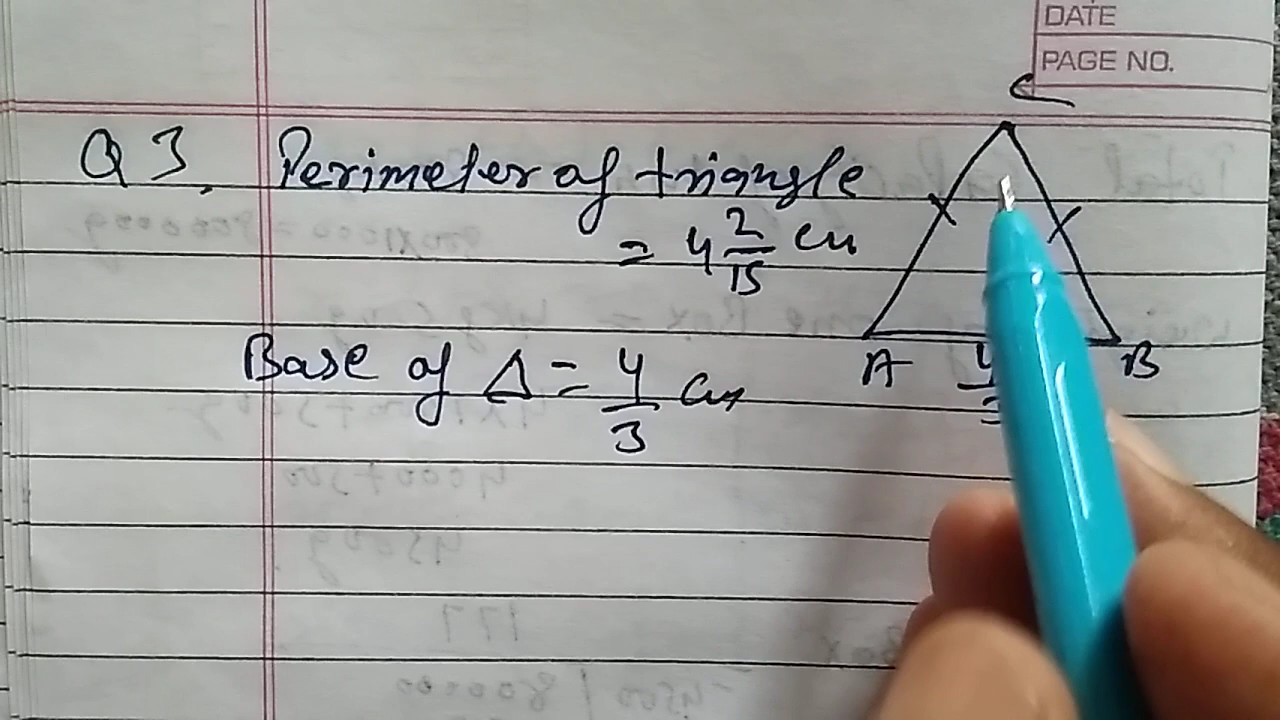 DATE
PAGE NO.
C
Q 3. Perimeter of triangle
= 4 2/15 cm
Base of Δ = 4/3 cm
A
B